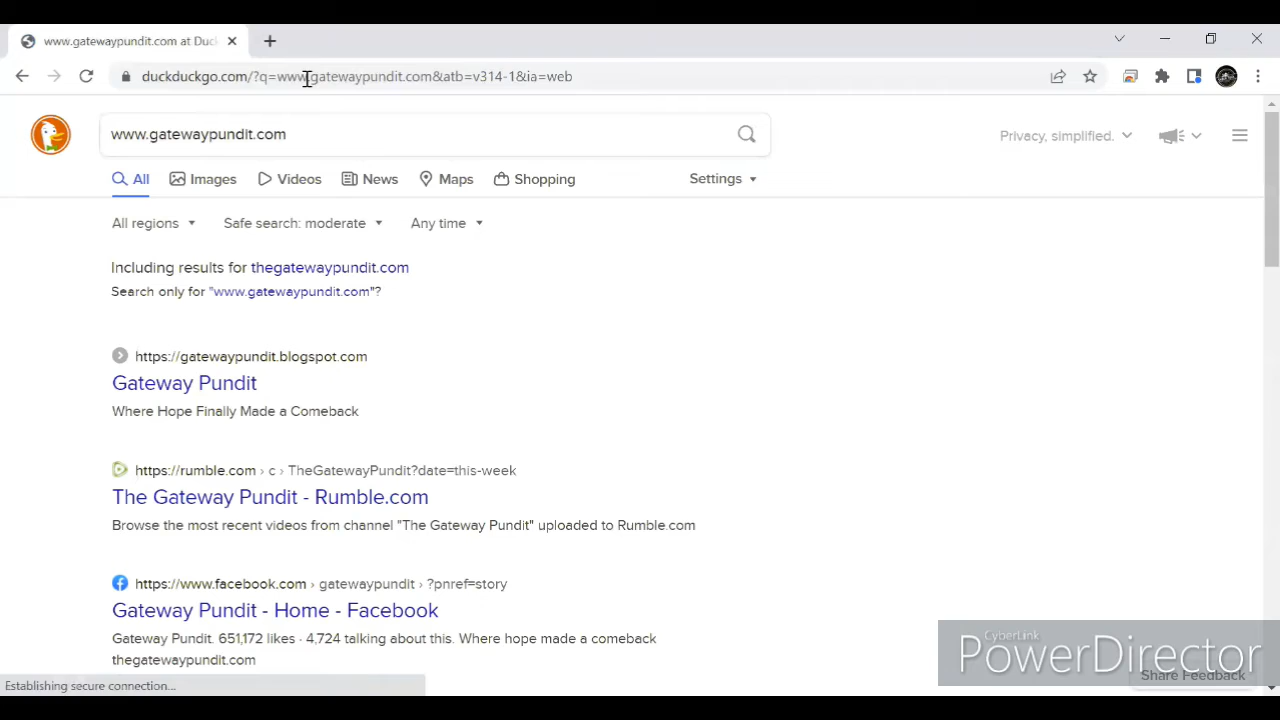 www.gatewaypundit.com at Duc
duckduckgo.com/?q=www.gatewaypundit.com&atb=v314-1&ia=web
www.gatewaypundit.com
Privacy, simplified.
All Images Videos News Maps Shopping Settings
All regions Safe search: moderate Any time
Including results for thegatewaypundit.com
Search only for "www.gatewaypundit.com"?
https://gatewaypundit.blogspot.com
Gateway Pundit
Where Hope Finally Made a Comeback
https://rumble.com › c › TheGatewayPundit?date=this-week
The Gateway Pundit - Rumble.com
Browse the most recent videos from channel "The Gateway Pundit" uploaded to Rumble.com
https://www.facebook.com › gatewaypundit › ?pnref=story
Gateway Pundit - Home - Facebook
Gateway Pundit. 651,172 likes · 4,724 talking about this. Where hope made a comeback
thegatewaypundit.com
CyberLink
PowerDirector
Share Feedback
Establishing secure connection...